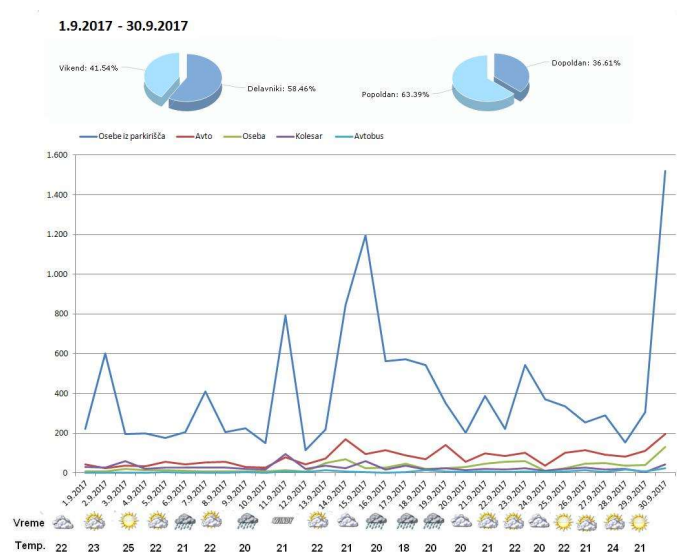 1.9.2017 - 30.9.2017
Vikend: 41.54%
Delavniki: 58.46%
Dopoldan: 36.61%
Popoldan: 63.39%
Osebe iz parkirišča Avto Oseba Kolesar Avtobus
1.600
1.400
1.200
1.000
800
600
400
200
0
1.9.2017 2.9.2017 3.9.2017 4.9.2017 5.9.2017 6.9.2017 7.9.2017 8.9.2017 9.9.2017 10.9.2017 11.9.2017 12.9.2017 13.9.2017 14.9.2017 15.9.2017 16.9.2017 17.9.2017 18.9.2017 19.9.2017 20.9.2017 21.9.2017 22.9.2017 23.9.2017 24.9.2017 25.9.2017 26.9.2017 27.9.2017 28.9.2017 29.9.2017 30.9.2017
Vreme WINDY
Temp. 22 23 25 22 21 22 20 21 22 21 20 18 20 20 21 22 20 22 21 24 21